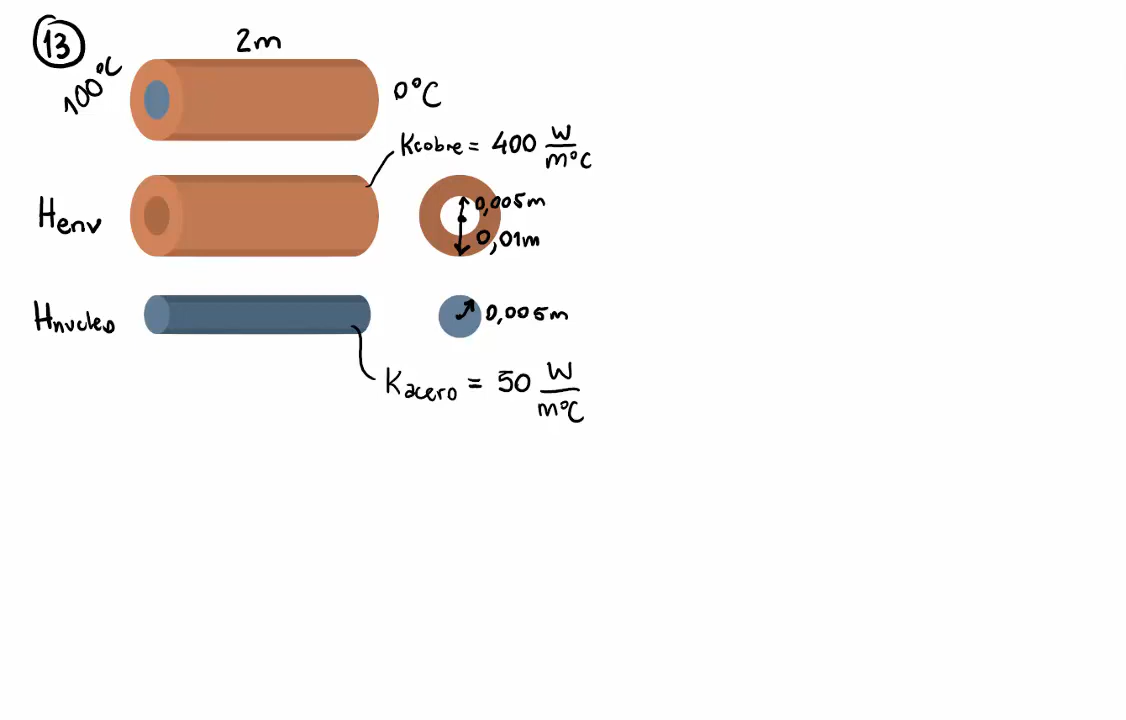 13
2m
100°C
0°C
Kcobre = 400 W/m°C
Henv
0,005m
0,01m
Hnucleo
0,005m
Kacero = 50 W/m°C